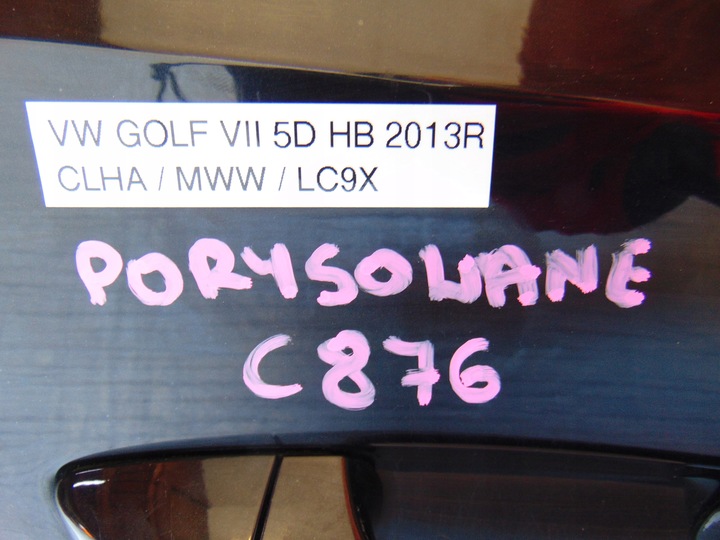 VW GOLF VII 5D HB 2013R
CLHA / MWW / LC9X
PORYSOWANE
C876